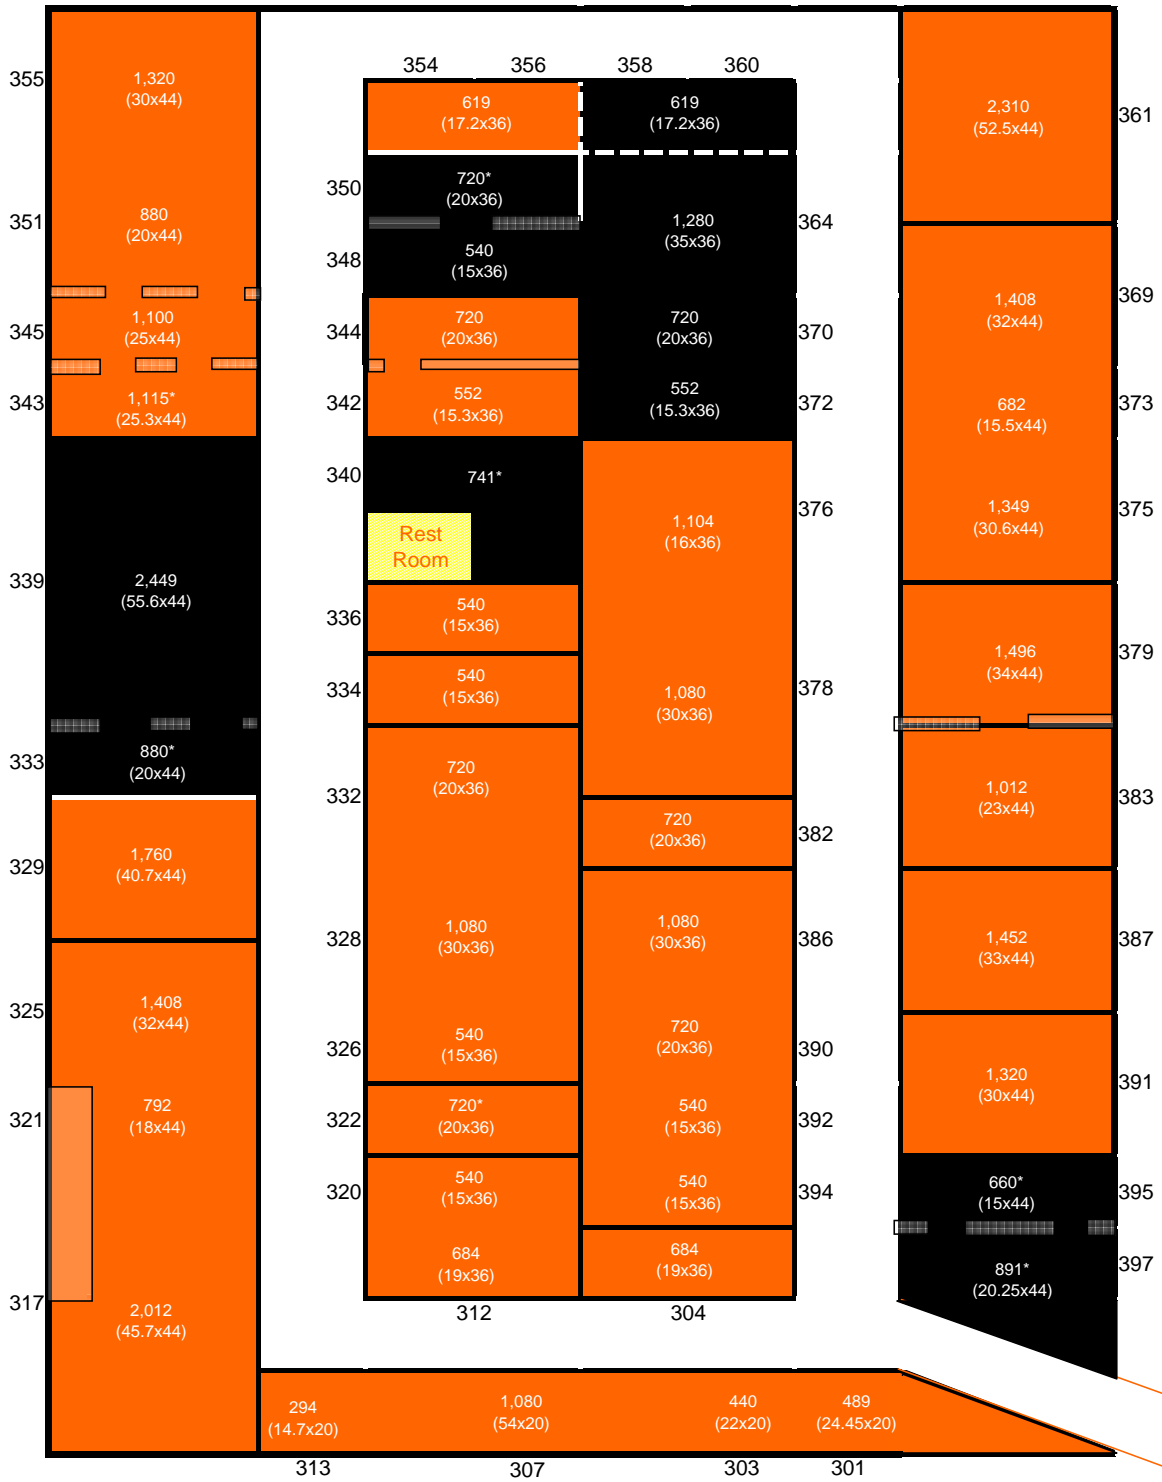 354 356 358 360
355
1,320
(30x44)
619
(17.2x36)
619
(17.2x36)
2,310
(52.5x44)
361
350
720*
(20x36)
351
880
(20x44)
1,280
(35x36)
364
348
540
(15x36)
1,408
(32x44)
369
345
1,100
(25x44)
344
720
(20x36)
720
(20x36)
370
343
1,115*
(25.3x44)
342
552
(15.3x36)
552
(15.3x36)
372
682
(15.5x44)
373
340
741*
376
1,104
(16x36)
1,349
(30.6x44)
375
Rest
Room
339
2,449
(55.6x44)
336
540
(15x36)
1,496
(34x44)
379
334
540
(15x36)
1,080
(30x36)
378
333
880*
(20x44)
332
720
(20x36)
1,012
(23x44)
383
720
(20x36)
382
329
1,760
(40.7x44)
328
1,080
(30x36)
1,080
(30x36)
386
1,452
(33x44)
387
325
1,408
(32x44)
326
540
(15x36)
720
(20x36)
390
1,320
(30x44)
391
321
792
(18x44)
322
720*
(20x36)
540
(15x36)
392
320
540
(15x36)
540
(15x36)
394
660*
(15x44)
395
684
(19x36)
684
(19x36)
891*
(20.25x44)
397
317
2,012
(45.7x44)
312 304
294
(14.7x20)
1,080
(54x20)
440
(22x20)
489
(24.45x20)
313 307 303 301